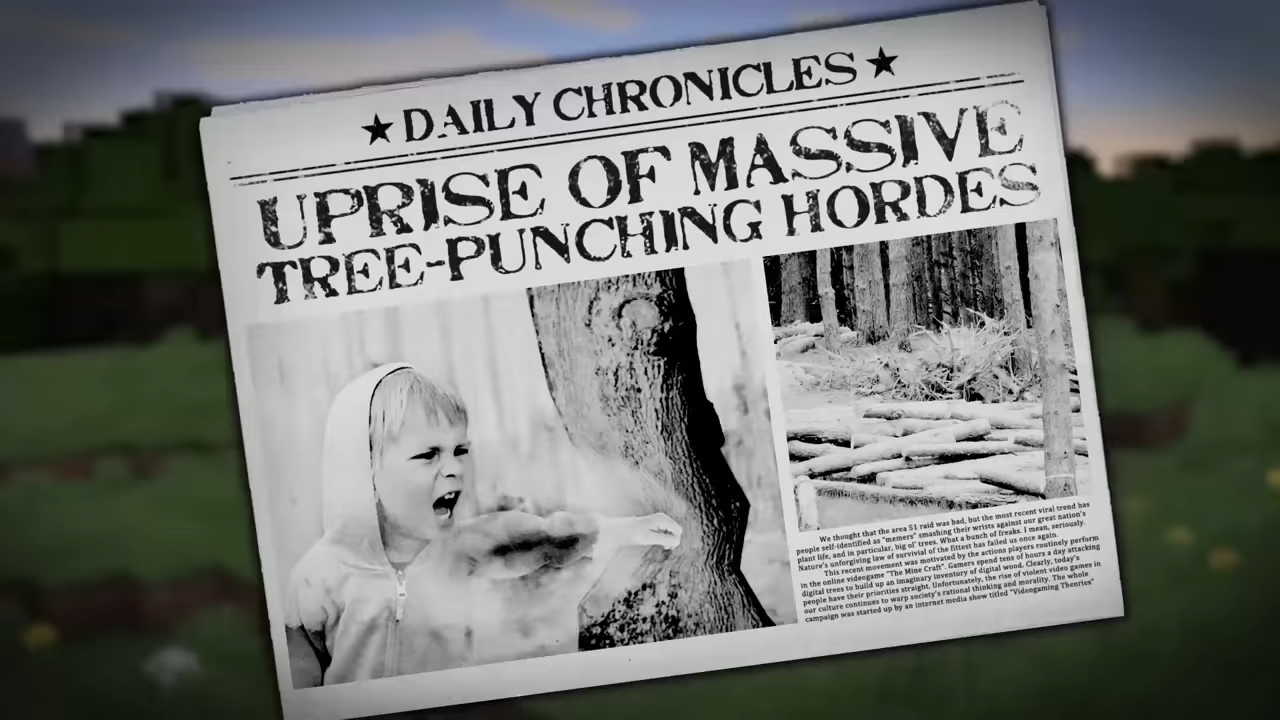 ★DAILY CHRONICLES★
UPRISE OF MASSIVE
TREE-PUNCHING HORDES
We thought that the area 51 raid was bad, but the most recent viral trend has
people self-identified as "memers" smashing their wrists against our great nation's
plant life, and in particular, big ol' trees. What a bunch of freaks. I mean, seriously.
Nature's unforgiving law of survivial of the fittest has failed us once again.
This recent movement was motivated by the actions players routinely perform
in the online videogame "The Mine Craft". Gamers spend tens of hours a day attacking
digital trees to build up an imaginary inventory of digital wood. Clearly, today's
people have their priorities straight. Unfortunately, the rise of violent video games in
our culture continues to warp society's rational thinking and morality. The whole
campaign was started up by an internet media show titled "Videogaming Theories"